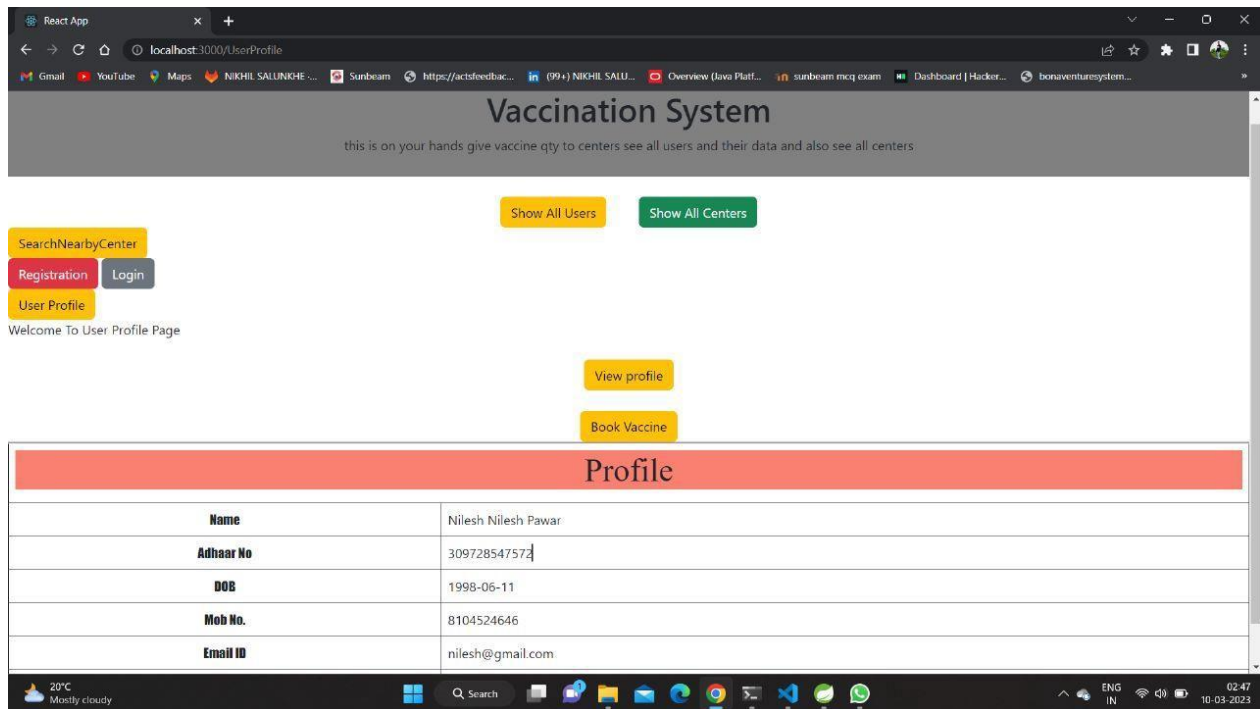 React App
localhost:3000/UserProfile
Gmail YouTube Maps NIKHIL SALUNKHE -... Sunbeam https://actsfeedbac... (99+) NIKHIL SALU... Overview (Java Platf... sunbeam mcq exam Dashboard | Hacker... bonaventuresystem... »
Vaccination System
this is on your hands give vaccine qty to centers see all users and their data and also see all centers
Show All Users Show All Centers
SearchNearbyCenter
Registration Login
User Profile
Welcome To User Profile Page
View profile
Book Vaccine
Profile
Name Nilesh Nilesh Pawar
Adhaar No 309728547572
DOB 1998-06-11
Mob No. 8104524646
Email ID nilesh@gmail.com
20°C
Mostly cloudy
Search
ENG
IN
02:47
10-03-2023